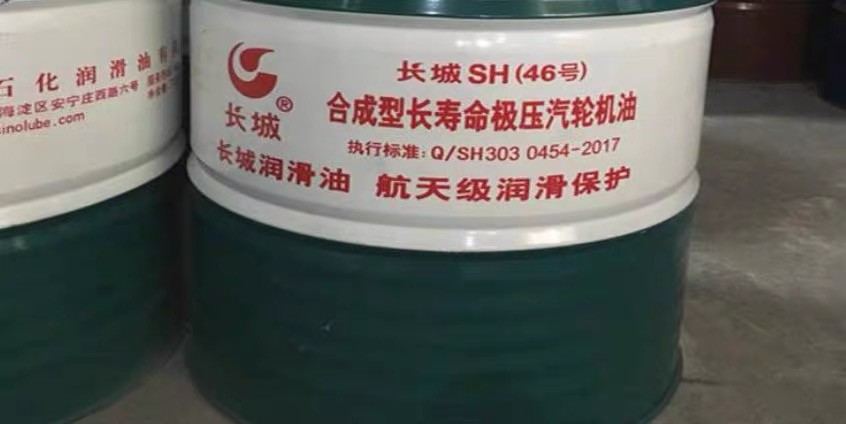 石化润滑油
海淀区安宁庄西路六号
sinolube.com
长城SH(46号)
长城®
合成型长寿命极压汽轮机油
执行标准:Q/SH303 0454-2017
长城润滑油 航天级润滑保护